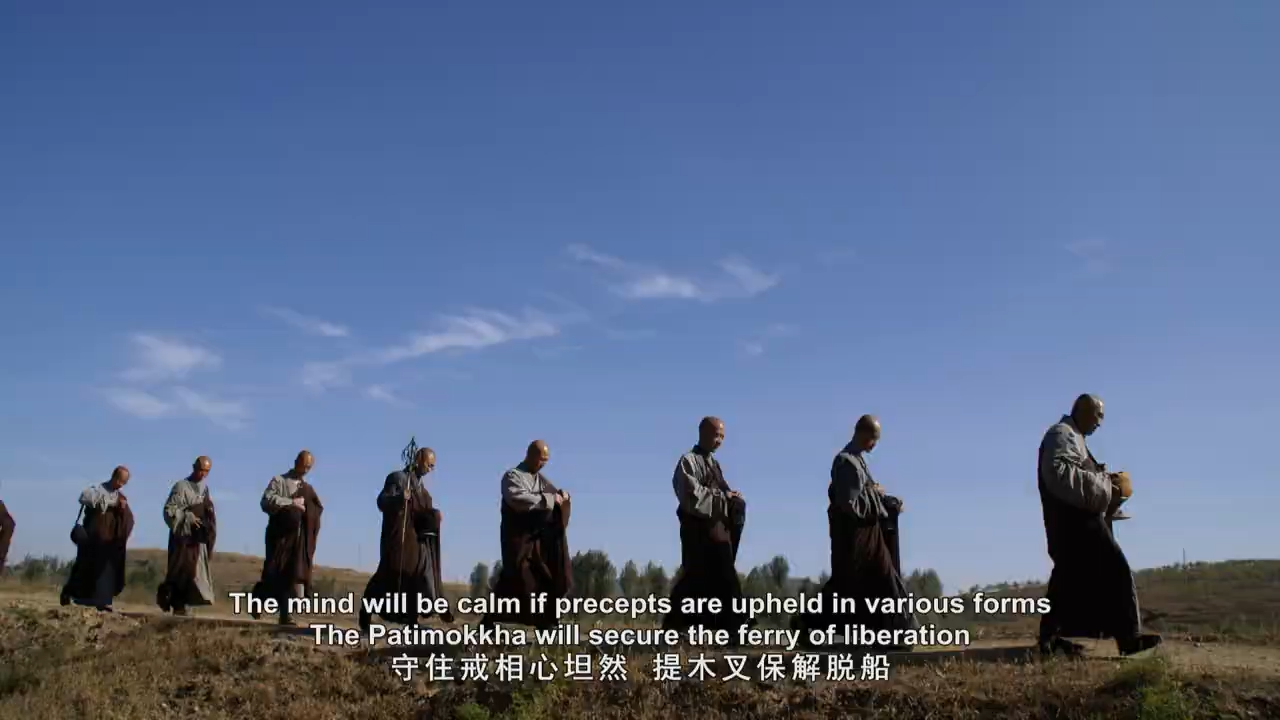 The mind will be calm if precepts are upheld in various forms
The Patimokkha will secure the ferry of liberation
守住戒相心坦然 提木叉保解脱船